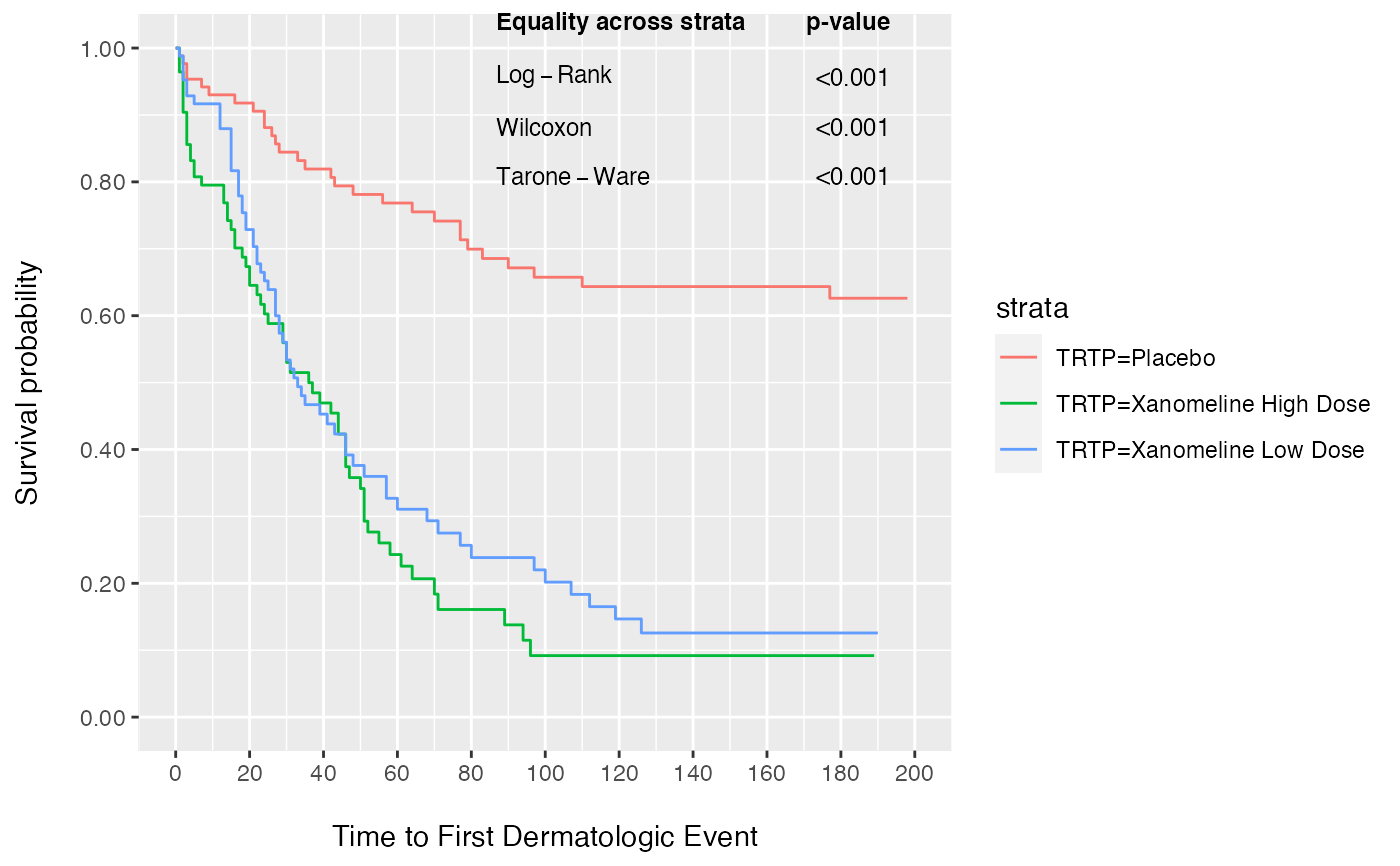 Equality across strata p-value
Log – Rank <0.001
Wilcoxon <0.001
Tarone – Ware <0.001
1.00
0.80
0.60
0.40
0.20
0.00
Survival probability
0 20 40 60 80 100 120 140 160 180 200
Time to First Dermatologic Event
strata
TRTP=Placebo
TRTP=Xanomeline High Dose
TRTP=Xanomeline Low Dose